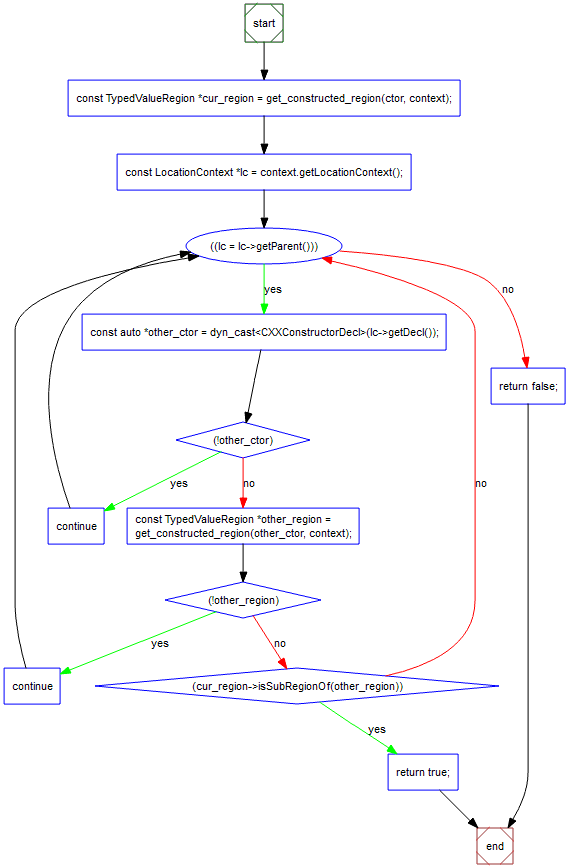 start
const TypedValueRegion *cur_region = get_constructed_region(ctor, context);
const LocationContext *lc = context.getLocationContext();
((lc = lc->getParent()))
no
yes
const auto *other_ctor = dyn_cast<CXXConstructorDecl>(lc->getDecl());
return false;
(!other_ctor)
yes
no
no
continue
const TypedValueRegion *other_region =
get_constructed_region(other_ctor, context);
(!other_region)
yes
no
continue
(cur_region->isSubRegionOf(other_region))
yes
return true;
end